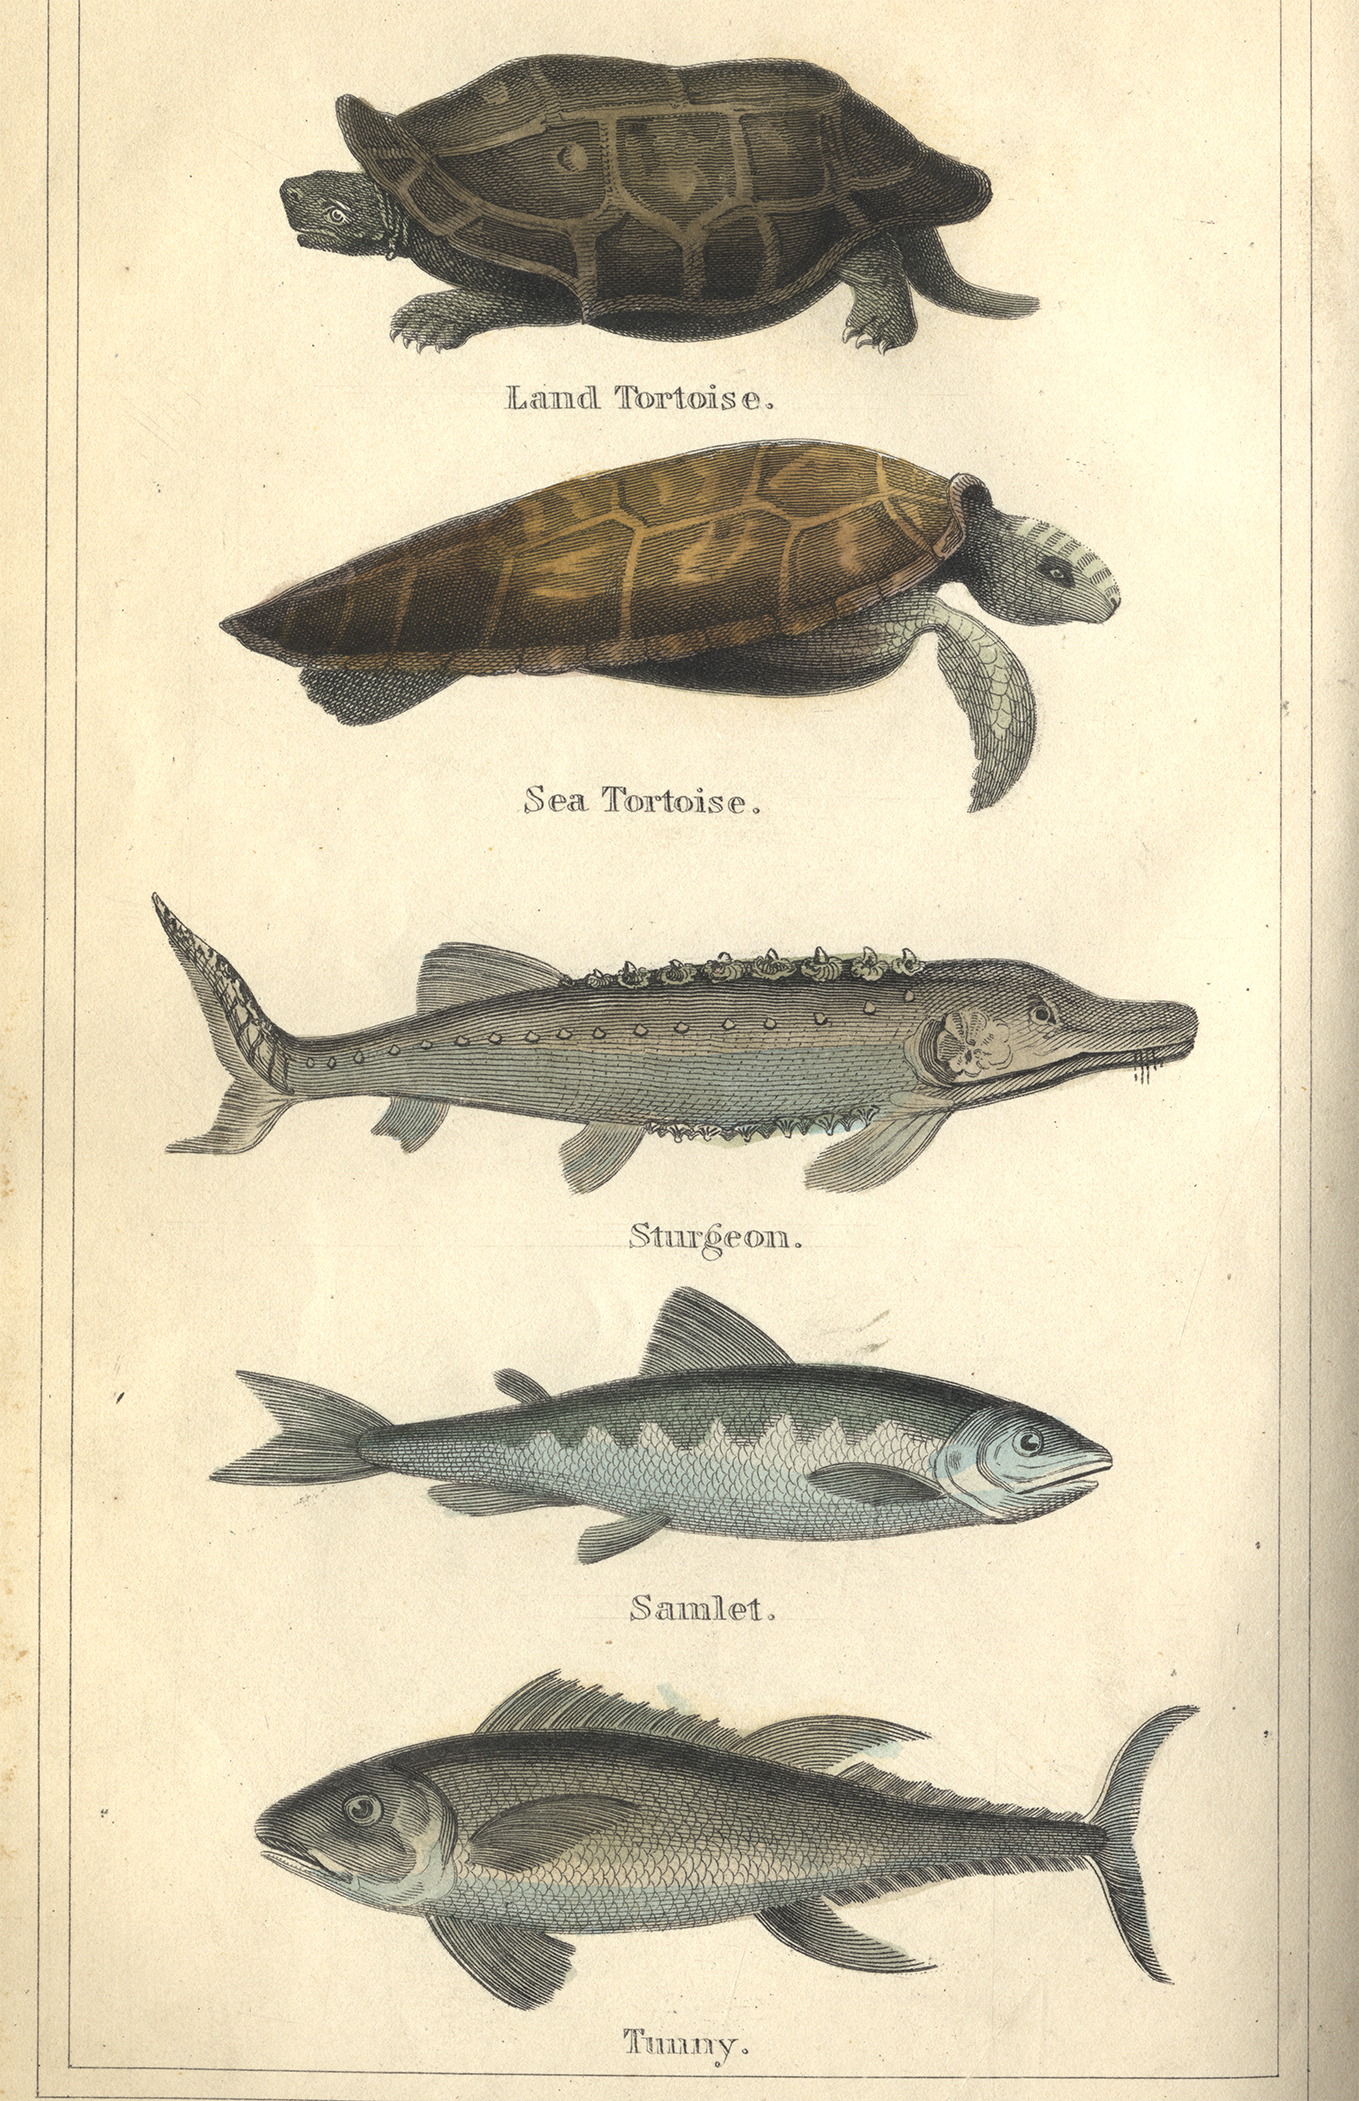 Land Tortoise.
Sea Tortoise.
Sturgeon.
Samlet.
Tunny.